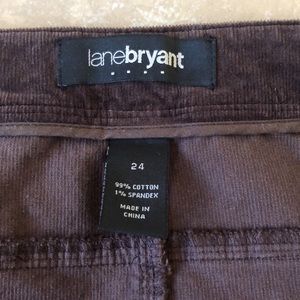 lanebryant
24
99% COTTON
1% SPANDEX
MADE IN
CHINA